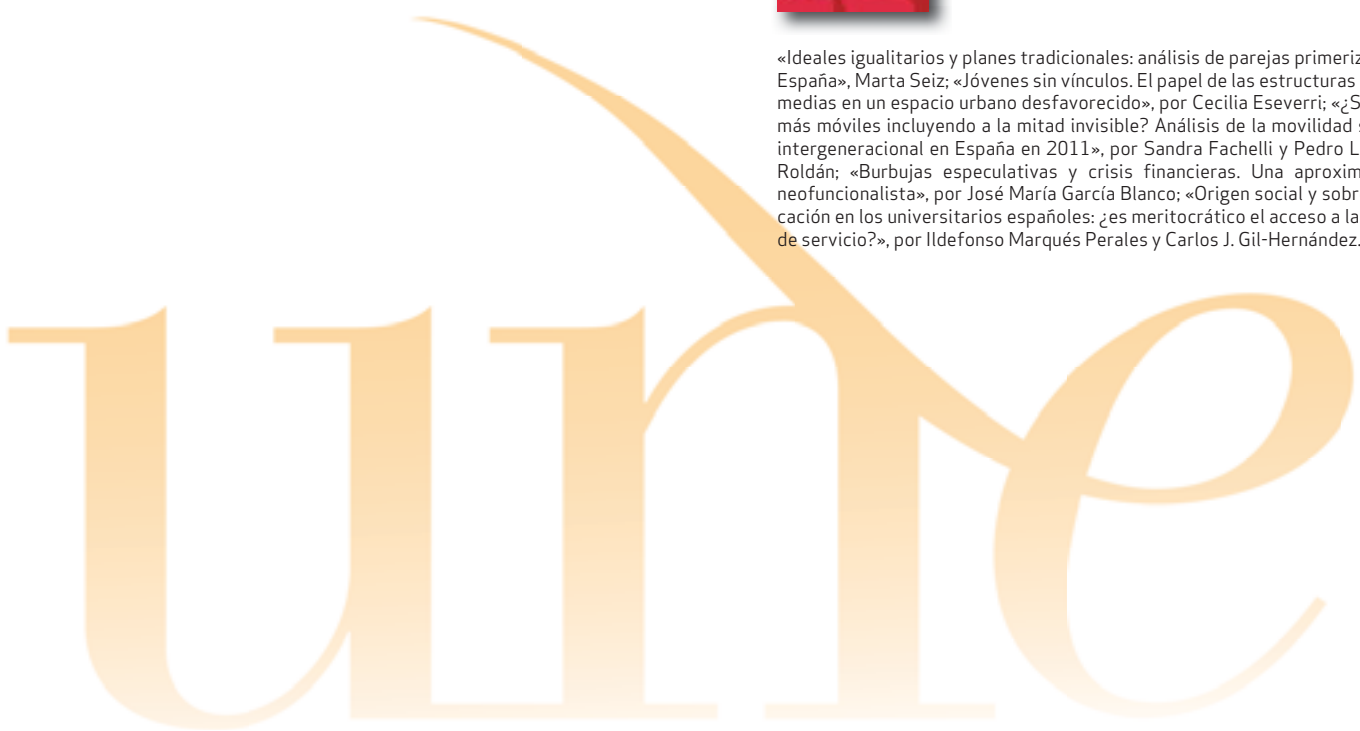 «Ideales igualitarios y planes tradicionales: análisis de parejas primeriz
España», Marta Seiz; «Jóvenes sin vínculos. El papel de las estructuras
medias en un espacio urbano desfavorecido», por Cecilia Eseverri; «¿S
más móviles incluyendo a la mitad invisible? Análisis de la movilidad s
intergeneracional en España en 2011», por Sandra Fachelli y Pedro L
Roldán; «Burbujas especulativas y crisis financieras. Una aproxim
neofuncionalista», por José María García Blanco; «Origen social y sobr
cación en los universitarios españoles: ¿es meritocrático el acceso a la
de servicio?», por Ildefonso Marqués Perales y Carlos J. Gil-Hernández.
une